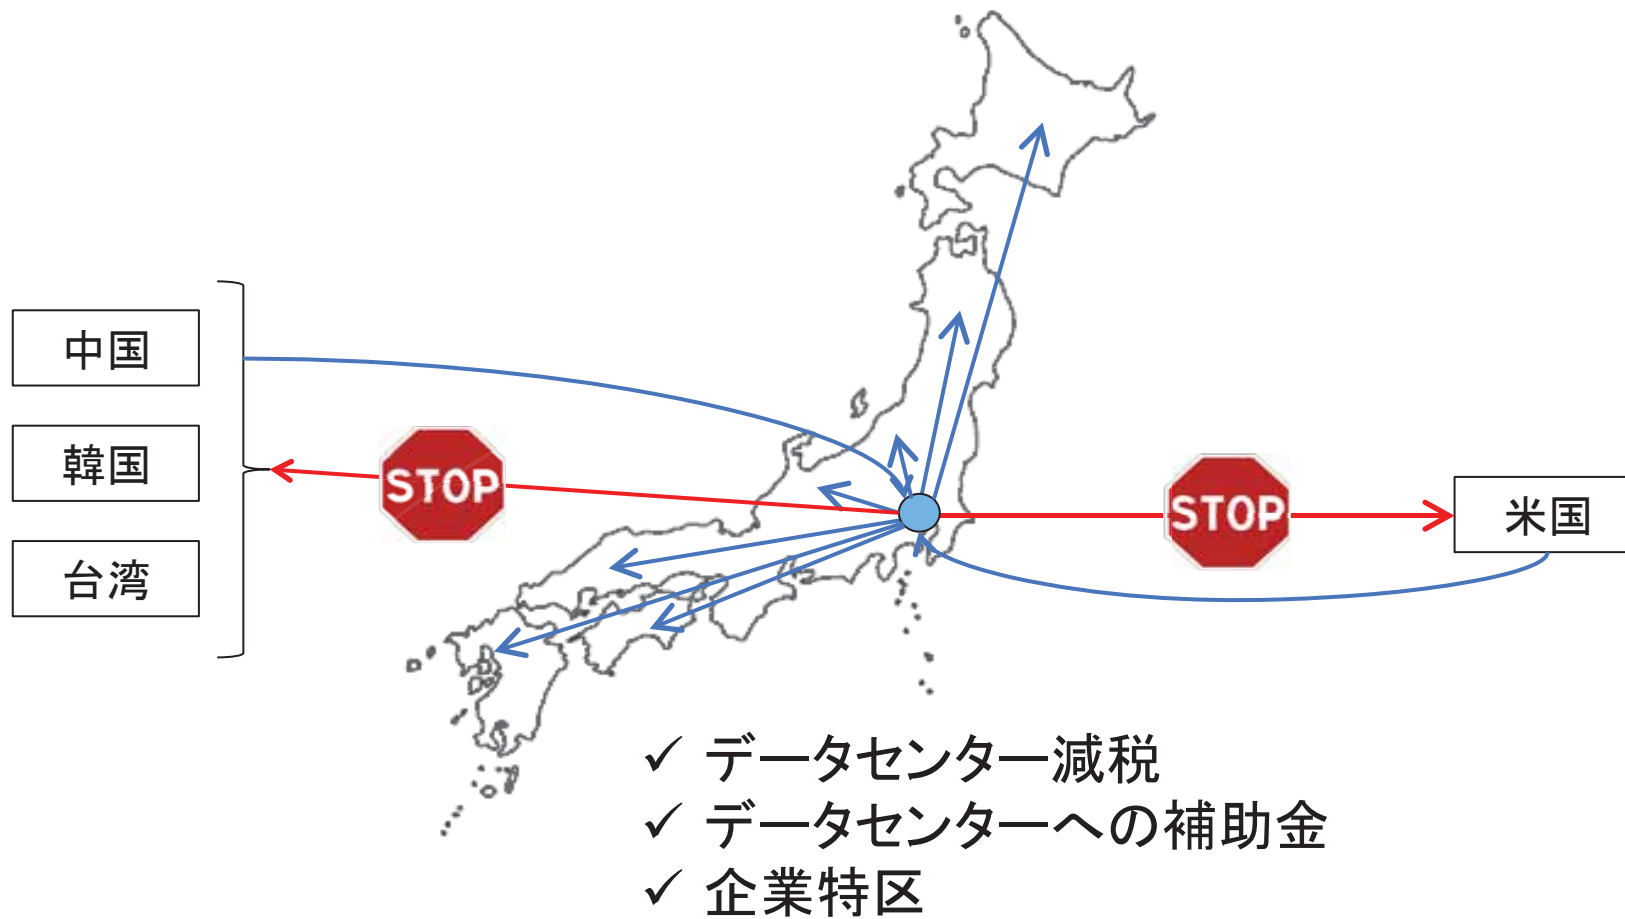 中国
韓国
台湾
STOP
STOP
米国
✓ データセンター減税
✓ データセンターへの補助金
✓ 企業特区